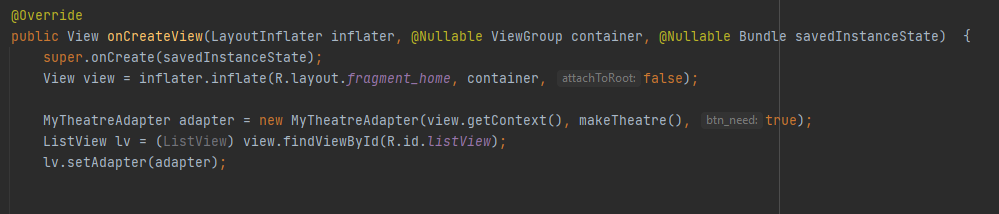 @Override
public View onCreateView(LayoutInflater inflater, @Nullable ViewGroup container, @Nullable Bundle savedInstanceState)  {
    super.onCreate(savedInstanceState);
    View view = inflater.inflate(R.layout.fragment_home, container, attachToRoot: false);

    MyTheatreAdapter adapter = new MyTheatreAdapter(view.getContext(), makeTheatre(), btn_need: true);
    ListView lv = (ListView) view.findViewById(R.id.listView);
    lv.setAdapter(adapter);